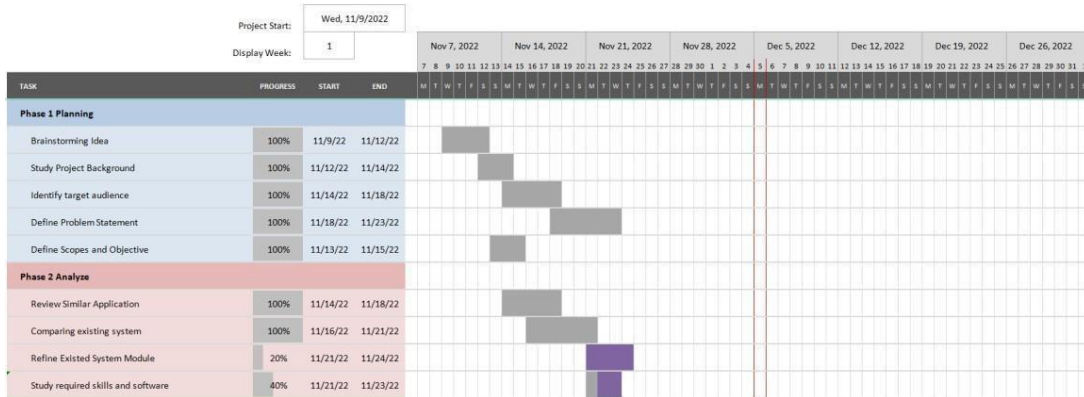 Project Start: Wed, 11/9/2022
Display Week: 1
Nov 7, 2022 Nov 14, 2022 Nov 21, 2022 Nov 28, 2022 Dec 5, 2022 Dec 12, 2022 Dec 19, 2022 Dec 26, 2022
7 8 9 10 11 12 13 14 15 16 17 18 19 20 21 22 23 24 25 26 27 28 29 30 1 2 3 4 5 6 7 8 9 10 11 12 13 14 15 16 17 18 19 20 21 22 23 24 25 26 27 28 29 30 31
TASK PROGRESS START END M T W T F S S M T W T F S S M T W T F S S M T W T F S S M T W T F S S M T W T F S S M T W T F S S M T W T F S S
Phase 1 Planning
Brainstorming Idea 100% 11/9/22 11/12/22
Study Project Background 100% 11/12/22 11/14/22
Identify target audience 100% 11/14/22 11/18/22
Define Problem Statement 100% 11/18/22 11/23/22
Define Scopes and Objective 100% 11/13/22 11/15/22
Phase 2 Analyze
Review Similar Application 100% 11/14/22 11/18/22
Comparing existing system 100% 11/16/22 11/21/22
Refine Existed System Module 20% 11/21/22 11/24/22
Study required skills and software 40% 11/21/22 11/23/22